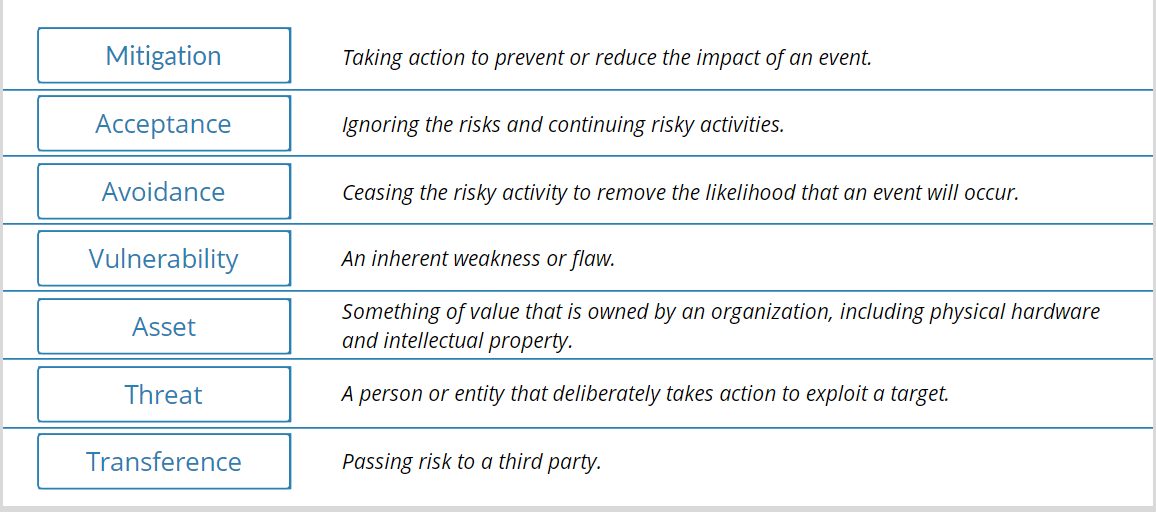 Mitigation
Taking action to prevent or reduce the impact of an event.
Acceptance
Ignoring the risks and continuing risky activities.
Avoidance
Ceasing the risky activity to remove the likelihood that an event will occur.
Vulnerability
An inherent weakness or flaw.
Asset
Something of value that is owned by an organization, including physical hardware
and intellectual property.
Threat
A person or entity that deliberately takes action to exploit a target.
Transference
Passing risk to a third party.